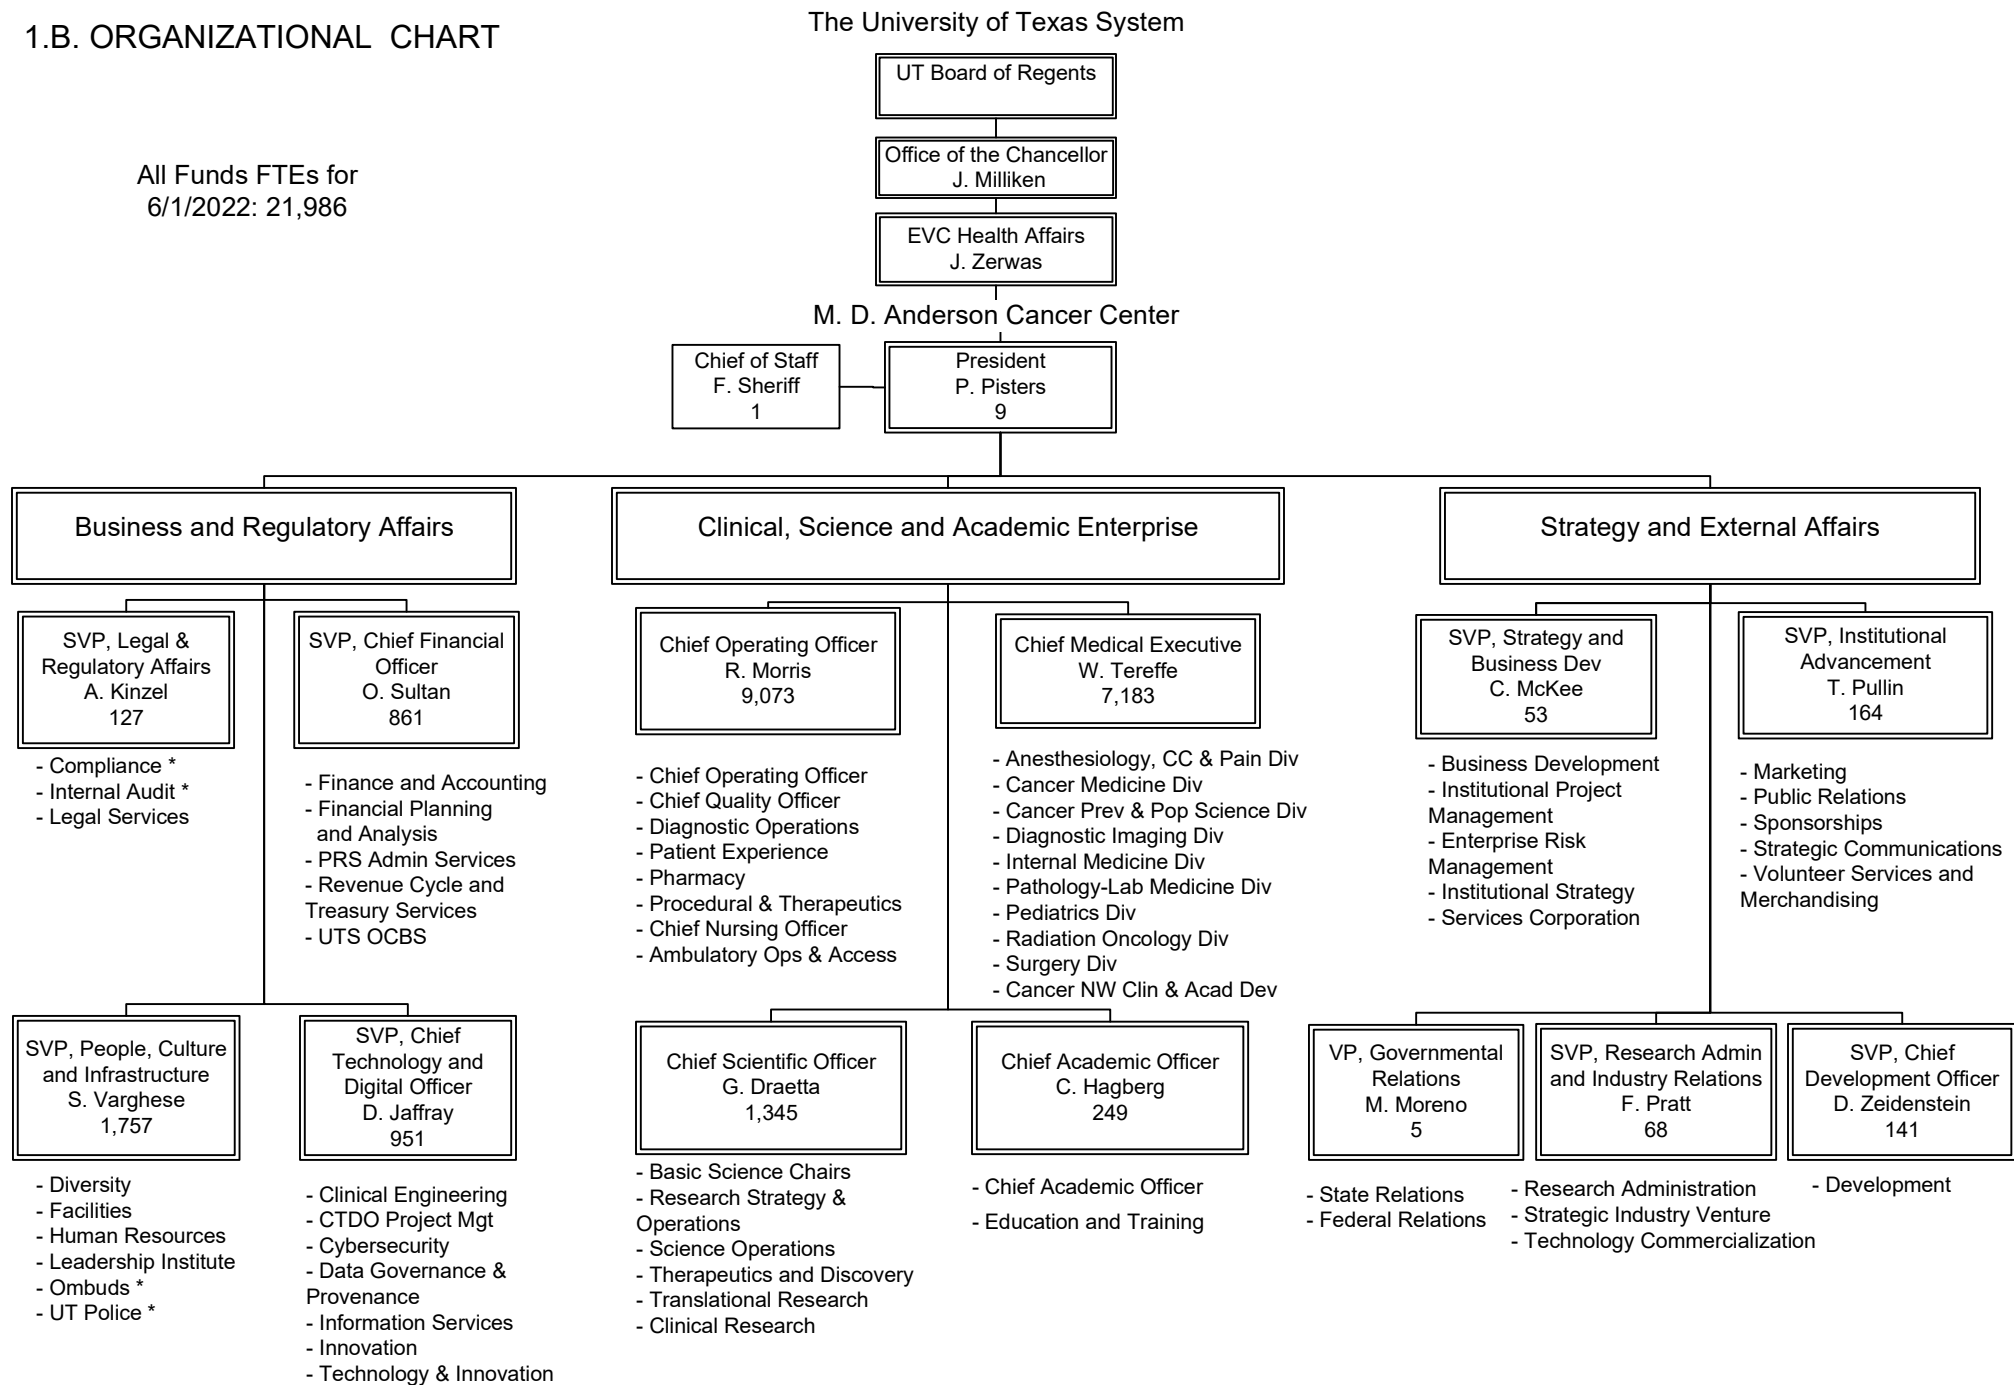 1.B. ORGANIZATIONAL CHART
The University of Texas System
UT Board of Regents
Office of the Chancellor
J. Milliken
All Funds FTEs for
6/1/2022: 21,986
EVC Health Affairs
J. Zerwas
M. D. Anderson Cancer Center
Chief of Staff
F. Sheriff
1
President
P. Pisters
9
Business and Regulatory Affairs
Clinical, Science and Academic Enterprise
Strategy and External Affairs
SVP, Legal &
Regulatory Affairs
A. Kinzel
127
- Compliance *
- Internal Audit *
- Legal Services
SVP, Chief Financial
Officer
O. Sultan
861
- Finance and Accounting
- Financial Planning
and Analysis
- PRS Admin Services
- Revenue Cycle and
Treasury Services
- UTS OCBS
Chief Operating Officer
R. Morris
9,073
- Chief Operating Officer
- Chief Quality Officer
- Diagnostic Operations
- Patient Experience
- Pharmacy
- Procedural & Therapeutics
- Chief Nursing Officer
- Ambulatory Ops & Access
Chief Medical Executive
W. Tereffe
7,183
- Anesthesiology, CC & Pain Div
- Cancer Medicine Div
- Cancer Prev & Pop Science Div
- Diagnostic Imaging Div
- Internal Medicine Div
- Pathology-Lab Medicine Div
- Pediatrics Div
- Radiation Oncology Div
- Surgery Div
- Cancer NW Clin & Acad Dev
SVP, Strategy and
Business Dev
C. McKee
53
- Business Development
- Institutional Project
Management
- Enterprise Risk
Management
- Institutional Strategy
- Services Corporation
SVP, Institutional
Advancement
T. Pullin
164
- Marketing
- Public Relations
- Sponsorships
- Strategic Communications
- Volunteer Services and
Merchandising
SVP, People, Culture
and Infrastructure
S. Varghese
1,757
- Diversity
- Facilities
- Human Resources
- Leadership Institute
- Ombuds *
- UT Police *
SVP, Chief
Technology and
Digital Officer
D. Jaffray
951
- Clinical Engineering
- CTDO Project Mgt
- Cybersecurity
- Data Governance &
Provenance
- Information Services
- Innovation
- Technology & Innovation
Chief Scientific Officer
G. Draetta
1,345
- Basic Science Chairs
- Research Strategy &
Operations
- Science Operations
- Therapeutics and Discovery
- Translational Research
- Clinical Research
Chief Academic Officer
C. Hagberg
249
- Chief Academic Officer
- Education and Training
VP, Governmental
Relations
M. Moreno
5
- State Relations
- Federal Relations
SVP, Research Admin
and Industry Relations
F. Pratt
68
- Research Administration
- Strategic Industry Venture
- Technology Commercialization
SVP, Chief
Development Officer
D. Zeidenstein
141
- Development